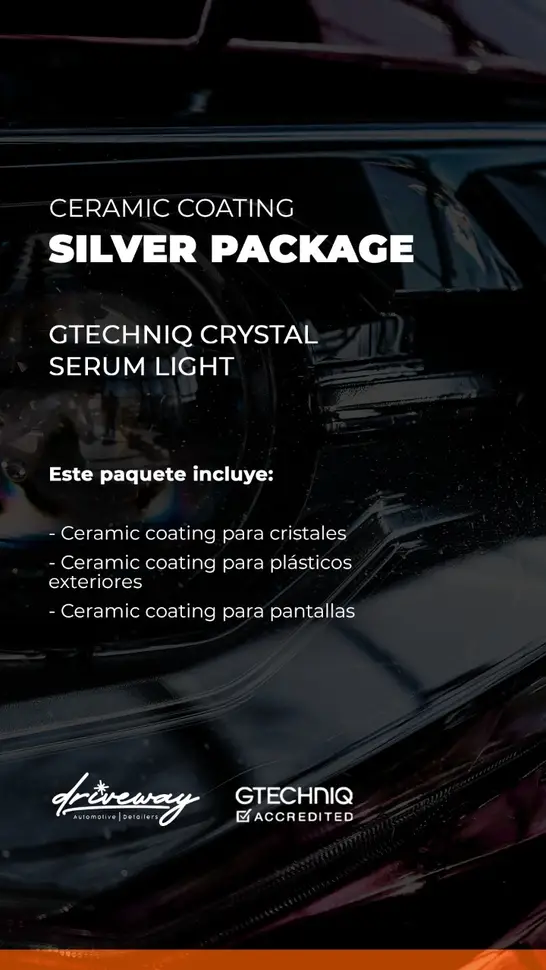 CERAMIC COATING
SILVER PACKAGE
GTECHNIQ CRYSTAL
SERUM LIGHT
Este paquete incluye:
- Ceramic coating para cristales
- Ceramic coating para plásticos
exteriores
- Ceramic coating para pantallas
driveway
Automotive | Detailers
GTECHNIQ
ACCREDITED